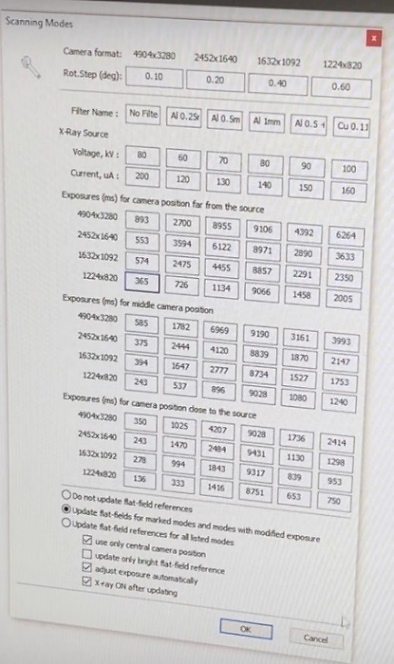 Scanning Modes
x
Camera format: 4904x3280 2452x1640 1632x1092 1224x820
Rot.Step (deg): 0.10 0.20 0.40 0.60
Filter Name : No Filte Al 0.25r Al 0.5m Al 1mm Al 0.5 + Cu 0.11
X-Ray Source
Voltage, kV : 80 60 70 80 90 100
Current, uA : 200 120 130 140 150 160
Exposures (ms) for camera position far from the source
4904x3280 893 2700 8955 9106 4392 6264
2452x1640 553 3594 6122 8971 2890 3633
1632x1092 574 2475 4455 8857 2291 2350
1224x820 365 726 1134 9066 1458 2005
Exposures (ms) for middle camera position
4904x3280 585 1782 6969 9190 3161 3993
2452x1640 375 2444 4120 8839 1870 2147
1632x1092 394 1647 2777 8734 1527 1753
1224x820 243 537 896 9028 1080 1240
Exposures (ms) for camera position close to the source
4904x3280 350 1025 4207 9028 1736 2414
2452x1640 243 1470 2484 9431 1130 1298
1632x1092 278 994 1843 9317 839 953
1224x820 136 333 1416 8751 653 750
Do not update flat-field references
Update flat-fields for marked modes and modes with modified exposure
Update flat-field references for all listed modes
use only central camera position
update only bright flat-field reference
adjust exposure automatically
X-ray ON after updating
OK Cancel